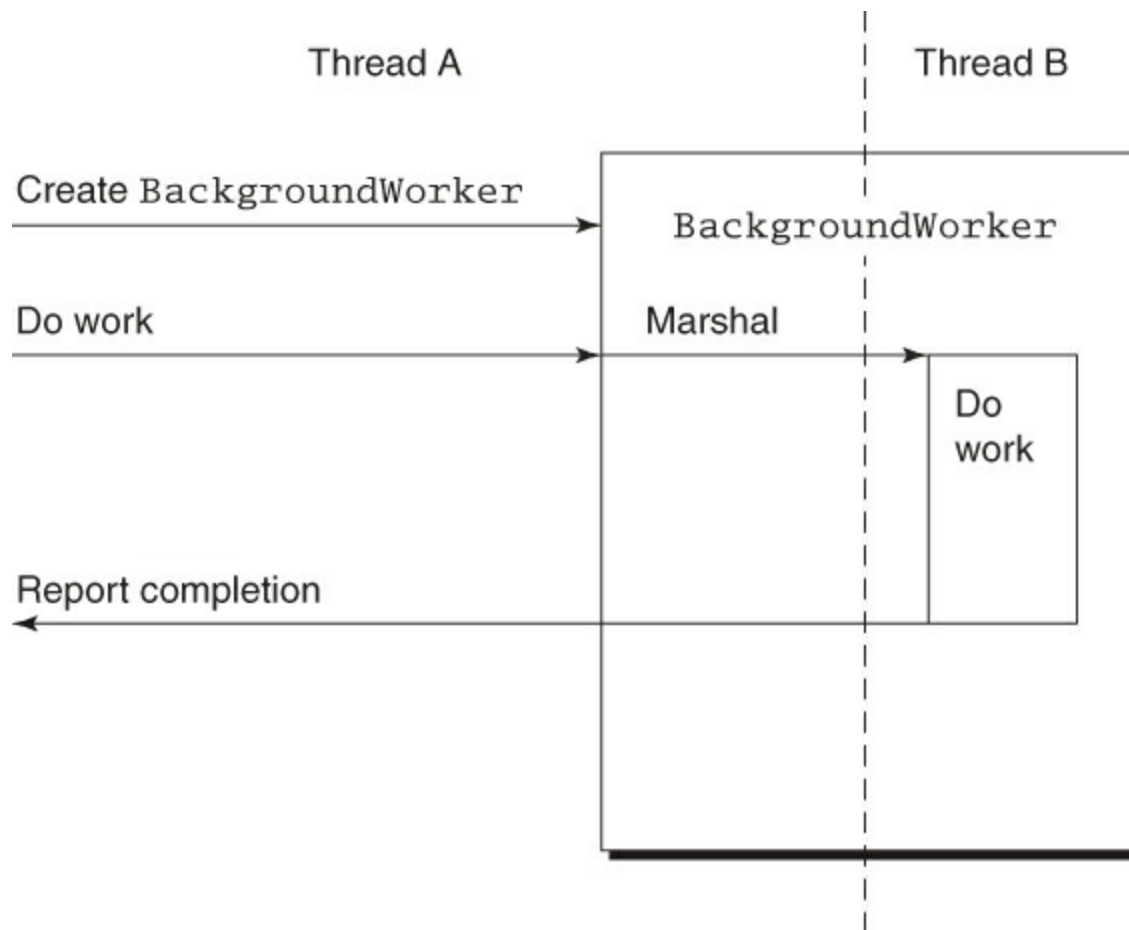 Thread A
Thread B
Create BackgroundWorker
BackgroundWorker
Do work
Marshal
Do
work
Report completion